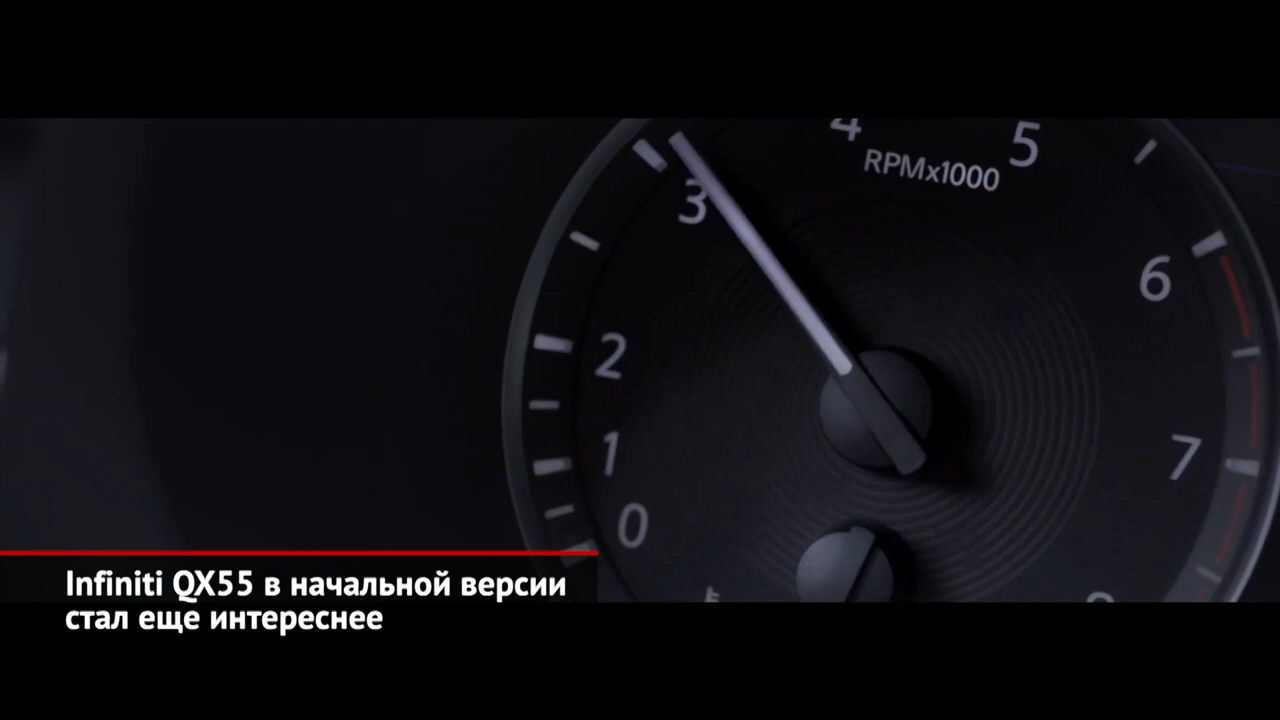 4
5
RPMx1000
3
6
2
1
7
0
Infiniti QX55 в начальной версии
стал еще интереснее